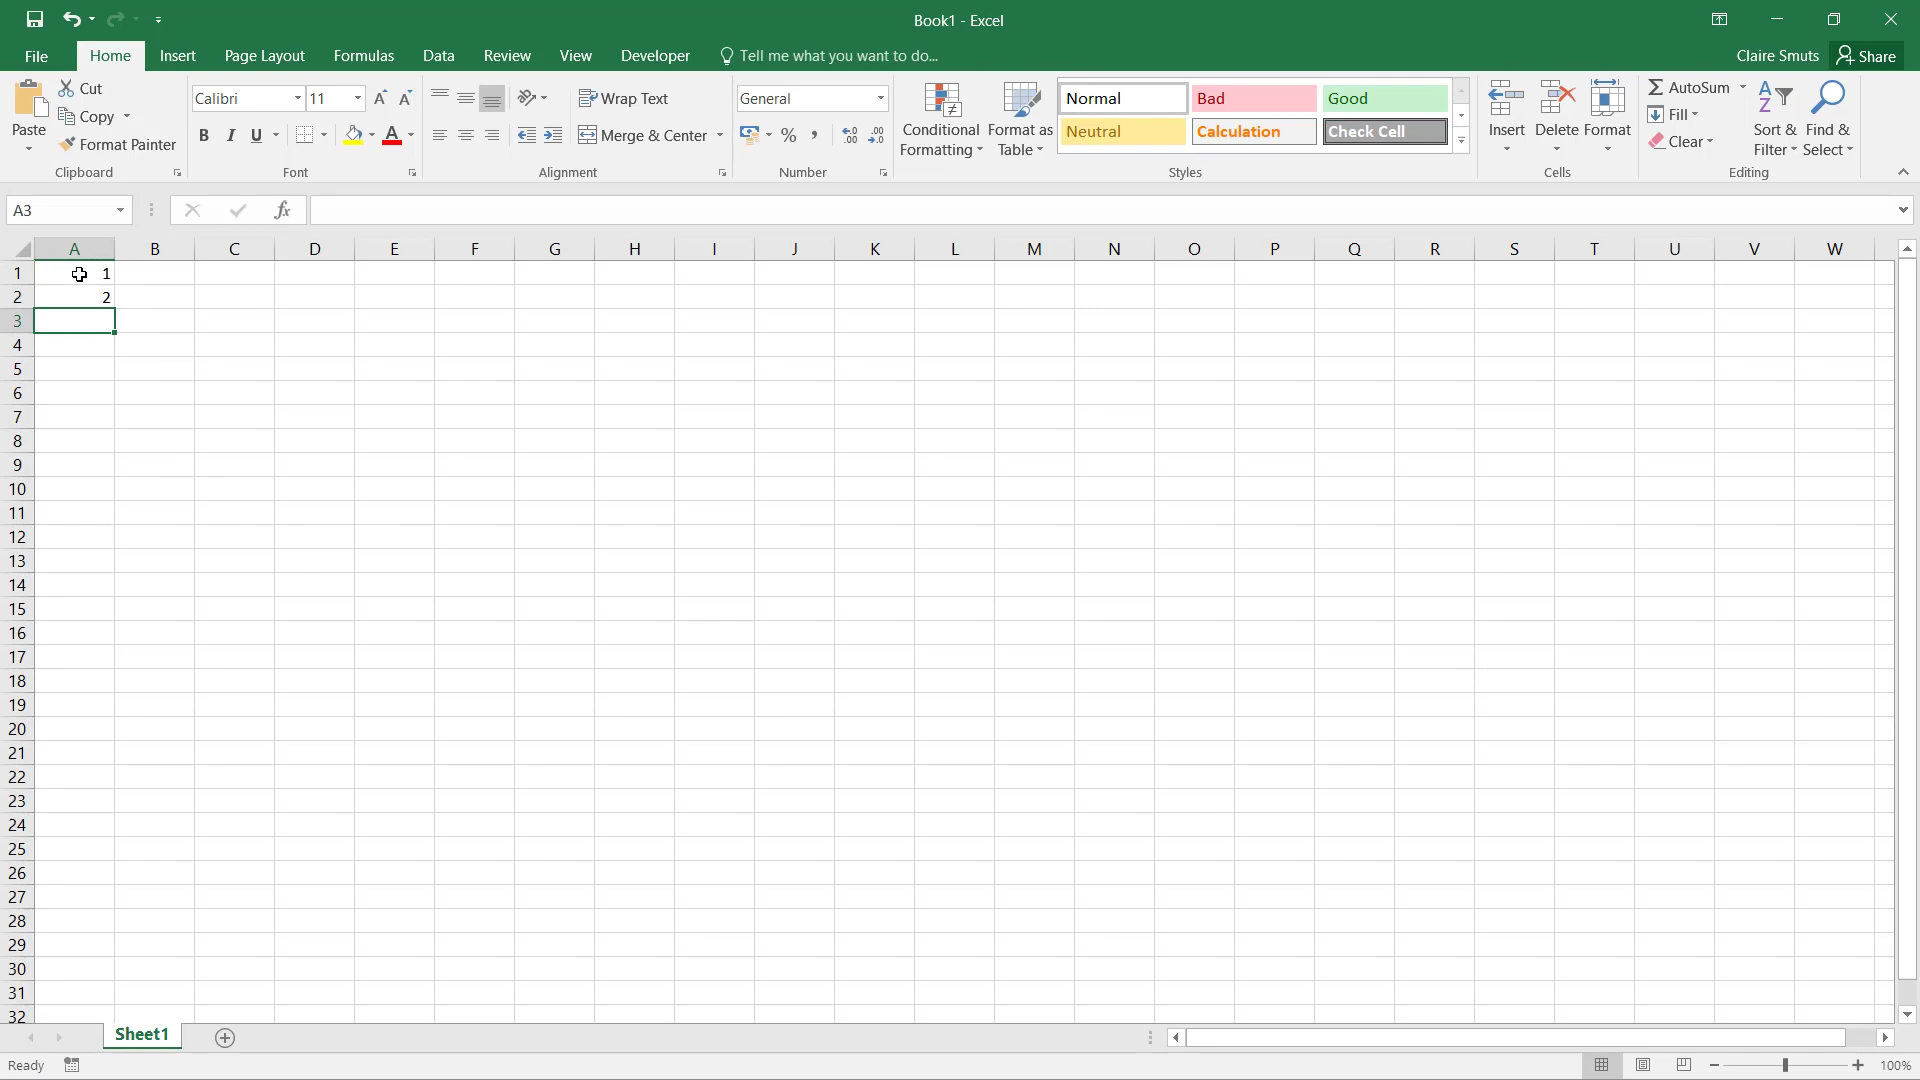 Book1 - Excel
File Home Insert Page Layout Formulas Data Review View Developer Tell me what you want to do... Claire Smuts Share
Paste
Cut
Copy
Format Painter
Clipboard
Calibri 11 A A
B I U A
Font
Wrap Text
Merge & Center
Alignment
General
% ,
.0 .00
.00 .0
Number
Conditional Formatting
Format as Table
Normal Bad Good
Neutral Calculation Check Cell
Styles
Insert Delete Format
Cells
AutoSum
Fill
Clear
Sort & Filter
Find & Select
Editing
A3 fx
A B C D E F G H I J K L M N O P Q R S T U V W
1 1
2 2
3
4
5
6
7
8
9
10
11
12
13
14
15
16
17
18
19
20
21
22
23
24
25
26
27
28
29
30
31
32
Sheet1
Ready 100%